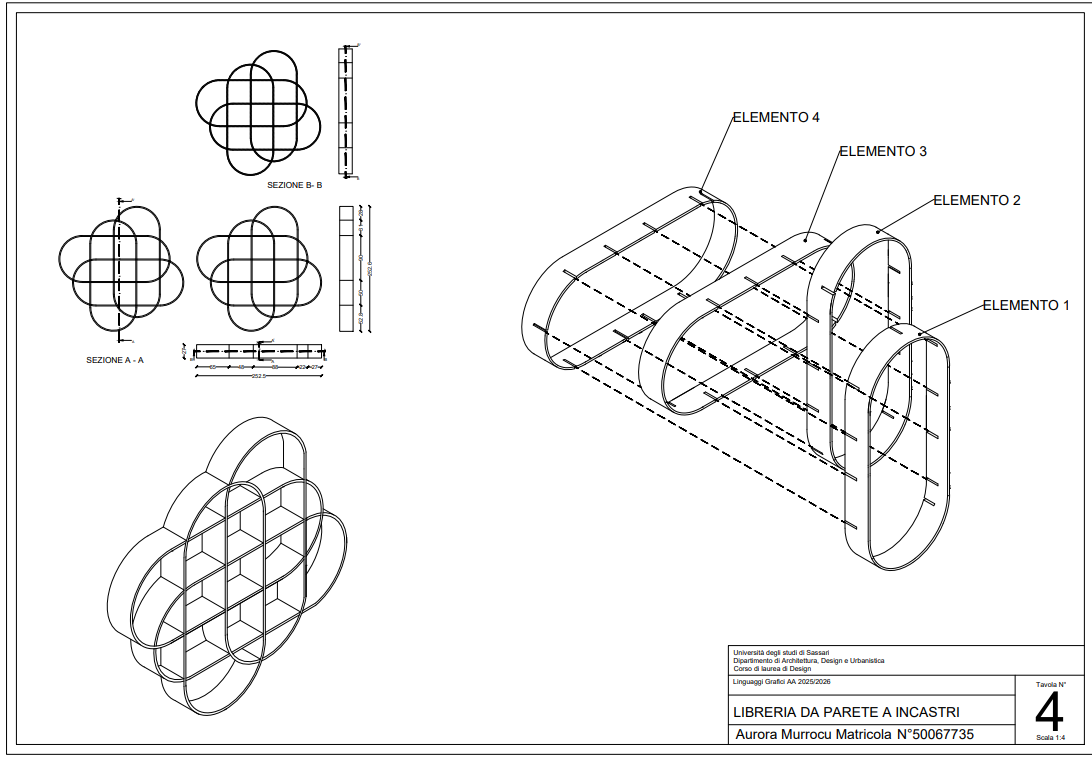 SEZIONE B- B
SEZIONE A - A
252.5
ELEMENTO 4
ELEMENTO 3
ELEMENTO 2
ELEMENTO 1
Università degli studi di Sassari
Dipartimento di Architettura, Design e Urbanistica
Corso di laurea di Design
Linguaggi Grafici AA 2025/2026
LIBRERIA DA PARETE A INCASTRI
Aurora Murrocu Matricola N°50067735
Tavola N°
4
Scala 1:4